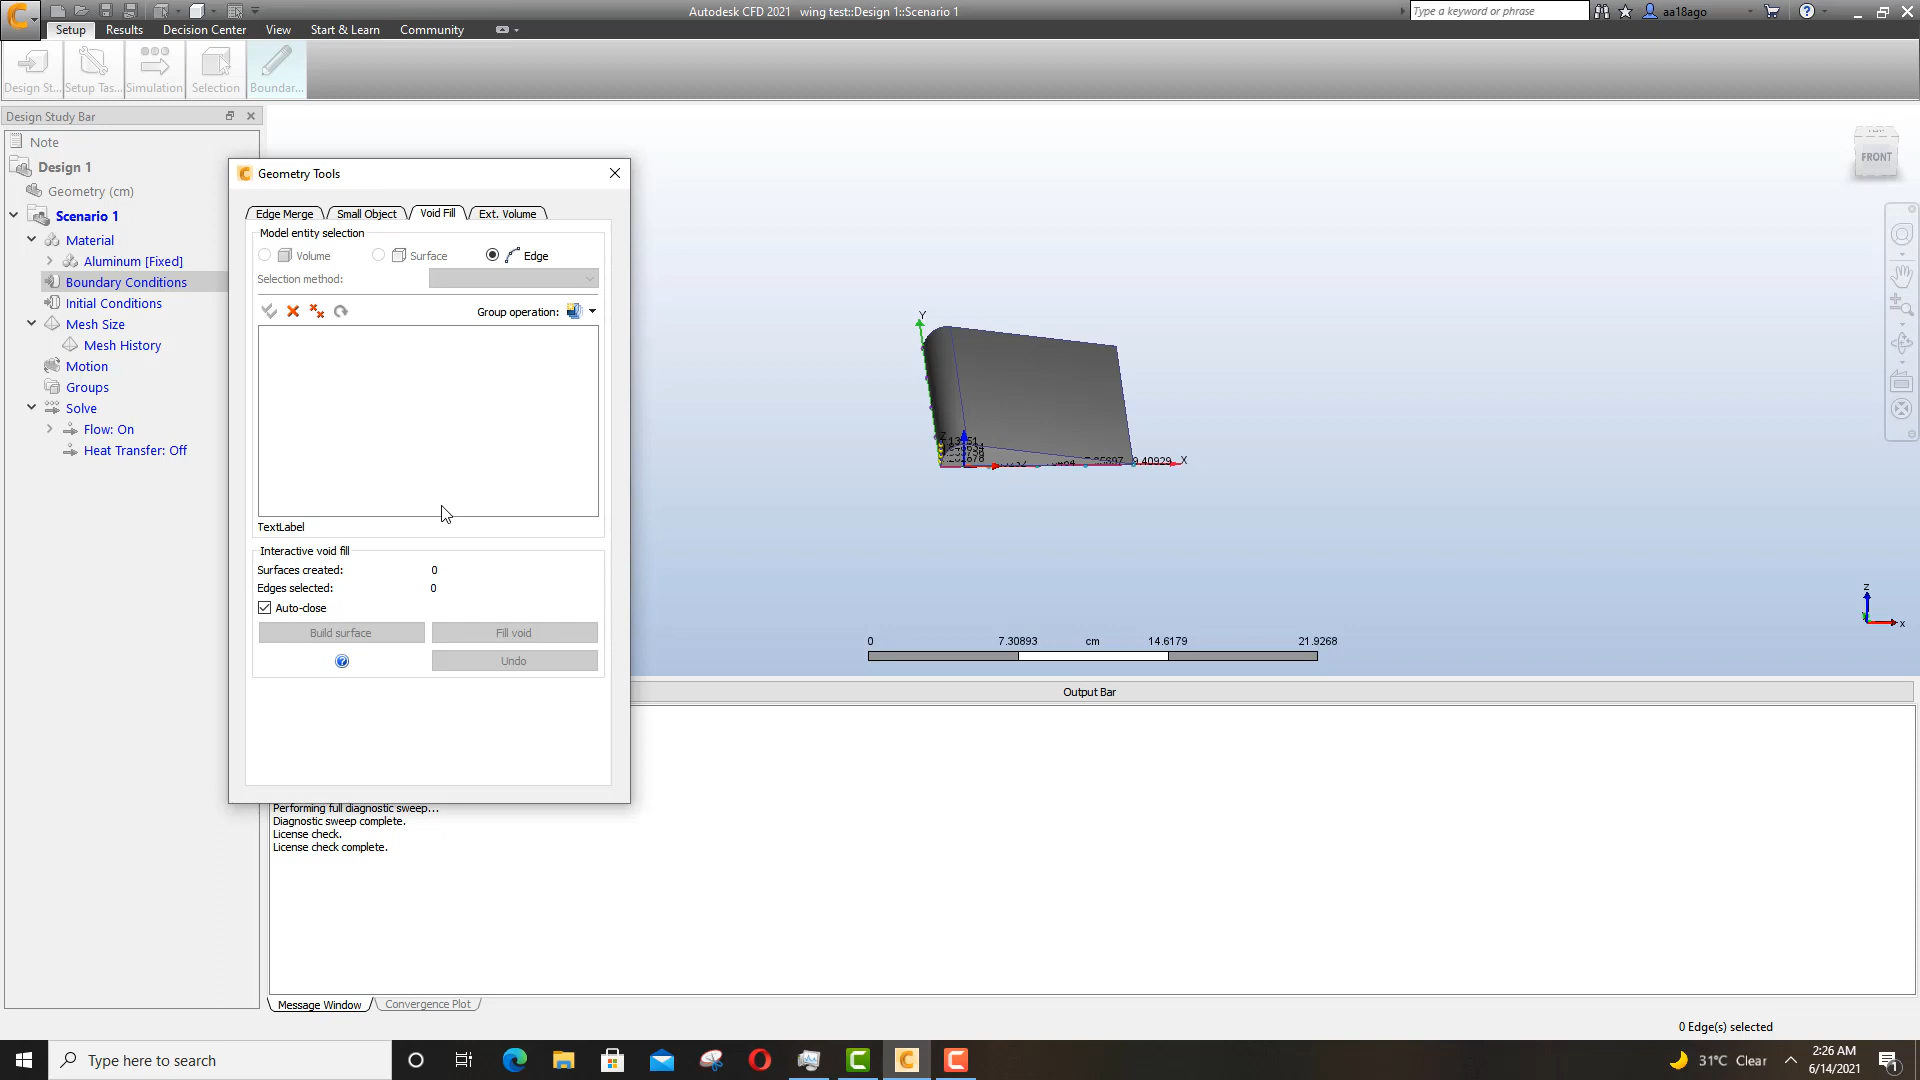 Autodesk CFD 2021 wing test::Design 1::Scenario 1
Type a keyword or phrase
aa18ago
Setup
Results
Decision Center
View
Start & Learn
Community
Design St...
Setup Tas...
Simulation
Selection
Boundar...
Design Study Bar
Note
Design 1
Geometry (cm)
Scenario 1
Material
Aluminum [Fixed]
Boundary Conditions
Initial Conditions
Mesh Size
Mesh History
Motion
Groups
Solve
Flow: On
Heat Transfer: Off
Geometry Tools
Edge Merge
Small Object
Void Fill
Ext. Volume
Model entity selection
Volume
Surface
Edge
Selection method:
Group operation:
TextLabel
Interactive void fill
Surfaces created: 0
Edges selected: 0
Auto-close
Build surface
Fill void
Undo
TOP
FRONT
Y
Z
9.40929
X
Z
X
0
7.30893
cm
14.6179
21.9268
Output Bar
Performing full diagnostic sweep...
Diagnostic sweep complete.
License check.
License check complete.
Message Window
Convergence Plot
0 Edge(s) selected
Type here to search
31°C Clear
2:26 AM
6/14/2021
1